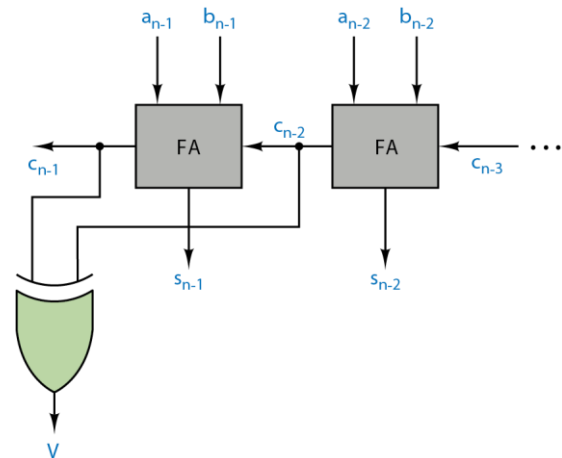 aₙ₋₁ bₙ₋₁ aₙ₋₂ bₙ₋₂
FA cₙ₋₂ FA
cₙ₋₁ cₙ₋₃ ...
sₙ₋₁ sₙ₋₂
V